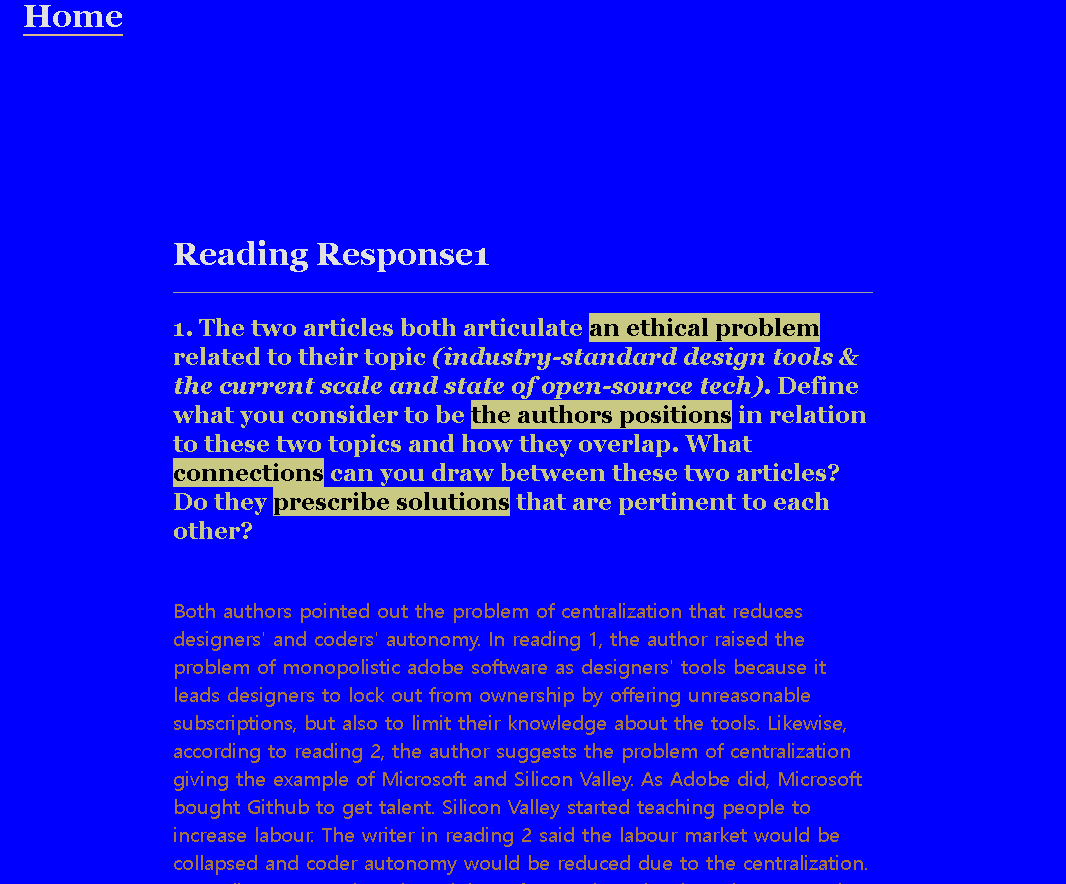 Home
Reading Response1
1. The two articles both articulate an ethical problem
related to their topic (industry-standard design tools &
the current scale and state of open-source tech). Define
what you consider to be the authors positions in relation
to these two topics and how they overlap. What
connections can you draw between these two articles?
Do they prescribe solutions that are pertinent to each
other?
Both authors pointed out the problem of centralization that reduces
designers' and coders' autonomy. In reading 1, the author raised the
problem of monopolistic adobe software as designers' tools because it
leads designers to lock out from ownership by offering unreasonable
subscriptions, but also to limit their knowledge about the tools. Likewise,
according to reading 2, the author suggests the problem of centralization
giving the example of Microsoft and Silicon Valley. As Adobe did, Microsoft
bought Github to get talent. Silicon Valley started teaching people to
increase labour. The writer in reading 2 said the labour market would be
collapsed and coder autonomy would be reduced due to the centralization.